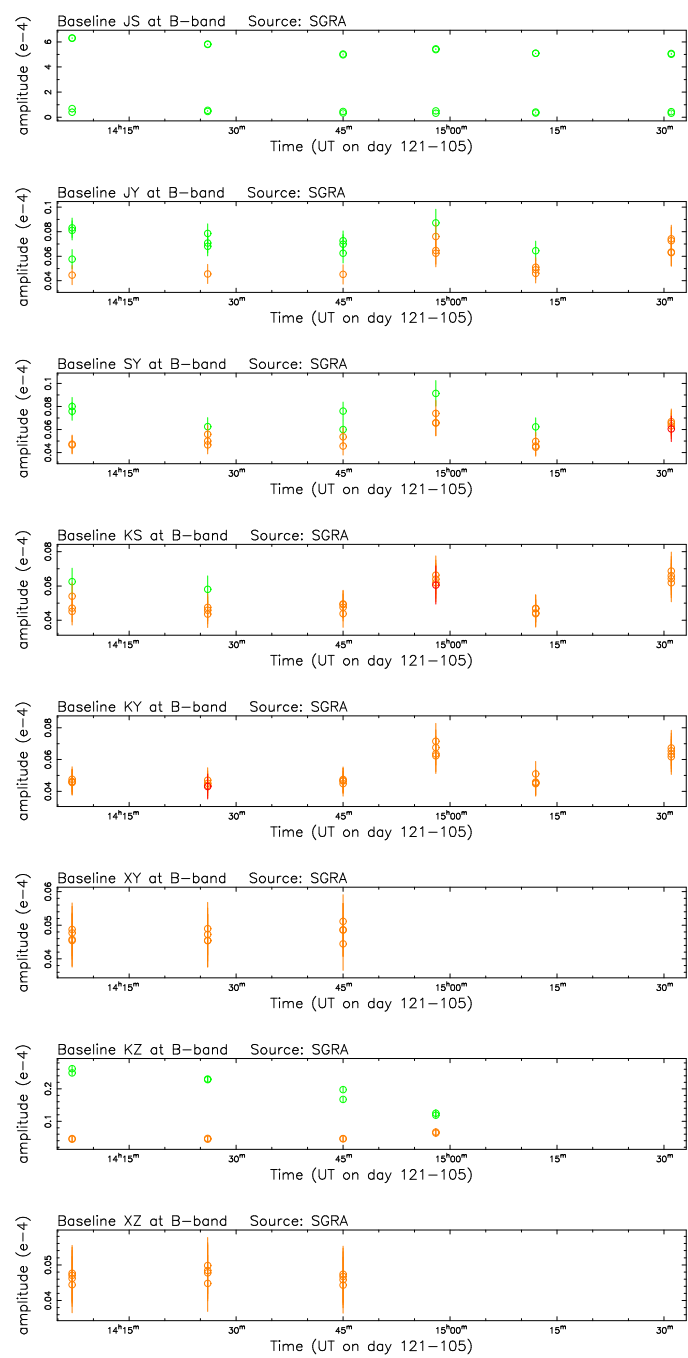 Baseline JS at B-band Source: SGRA
amplitude (e-4)
0 2 4 6
14h15m 30m 45m 15h00m 15m 30m
Time (UT on day 121-105)
Baseline JY at B-band Source: SGRA
amplitude (e-4)
0.04 0.06 0.08 0.1
14h15m 30m 45m 15h00m 15m 30m
Time (UT on day 121-105)
Baseline SY at B-band Source: SGRA
amplitude (e-4)
0.04 0.06 0.08 0.1
14h15m 30m 45m 15h00m 15m 30m
Time (UT on day 121-105)
Baseline KS at B-band Source: SGRA
amplitude (e-4)
0.04 0.06 0.08
14h15m 30m 45m 15h00m 15m 30m
Time (UT on day 121-105)
Baseline KY at B-band Source: SGRA
amplitude (e-4)
0.04 0.06 0.08
14h15m 30m 45m 15h00m 15m 30m
Time (UT on day 121-105)
Baseline XY at B-band Source: SGRA
amplitude (e-4)
0.04 0.05 0.06
14h15m 30m 45m 15h00m 15m 30m
Time (UT on day 121-105)
Baseline KZ at B-band Source: SGRA
amplitude (e-4)
0.1 0.2
14h15m 30m 45m 15h00m 15m 30m
Time (UT on day 121-105)
Baseline XZ at B-band Source: SGRA
amplitude (e-4)
0.04 0.05
14h15m 30m 45m 15h00m 15m 30m
Time (UT on day 121-105)